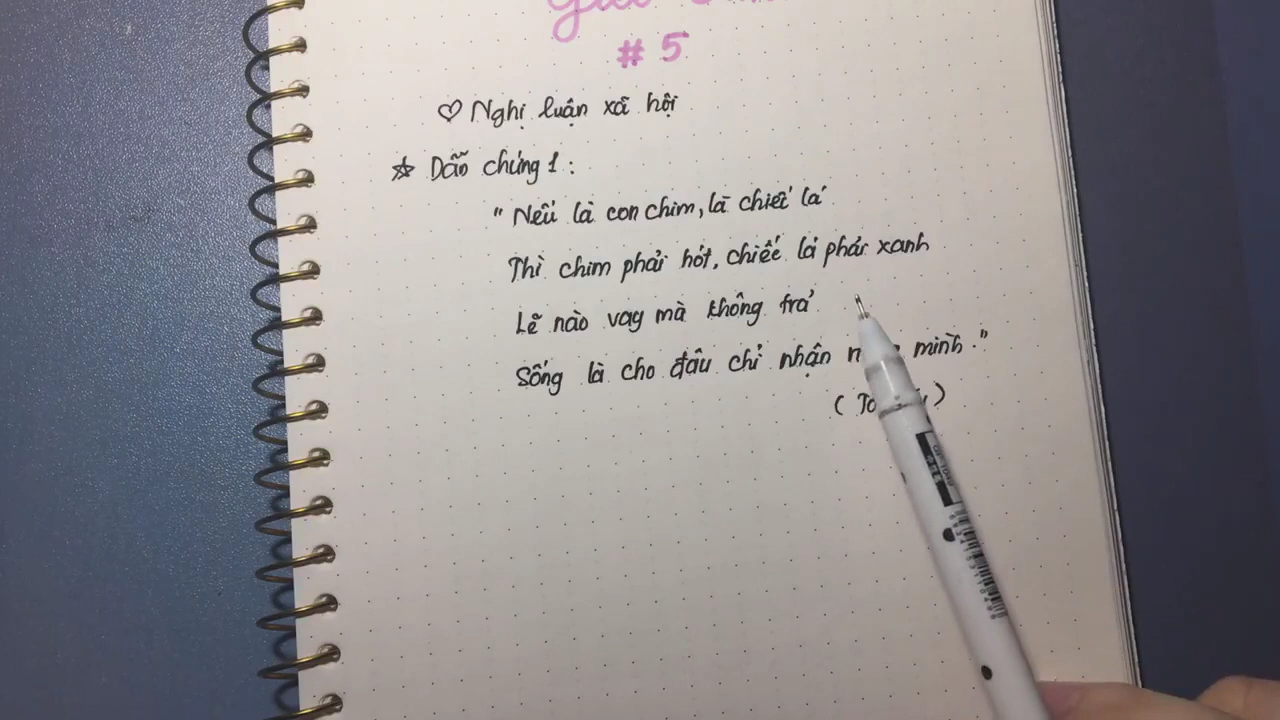 # 5
♡ Nghị luận xã hội
☆ Dẫn chứng 1:
" Nếu là con chim, là chiếc lá
Thì chim phải hót, chiếc lá phải xanh
Lẽ nào vay mà không trả
Sống là cho đâu chỉ nhận mình."